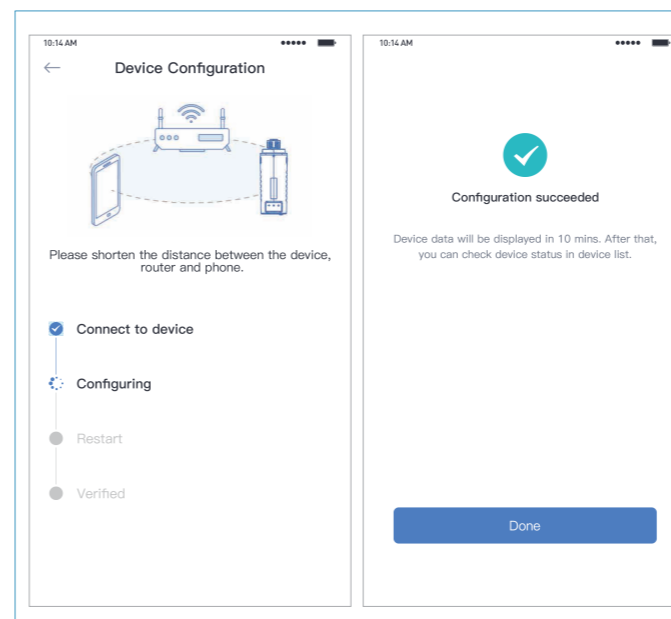 10:14 AM
Device Configuration
Please shorten the distance between the device,
router and phone.
Connect to device
Configuring
Restart
Verified
10:14 AM
Configuration succeeded
Device data will be displayed in 10 mins. After that,
you can check device status in device list.
Done